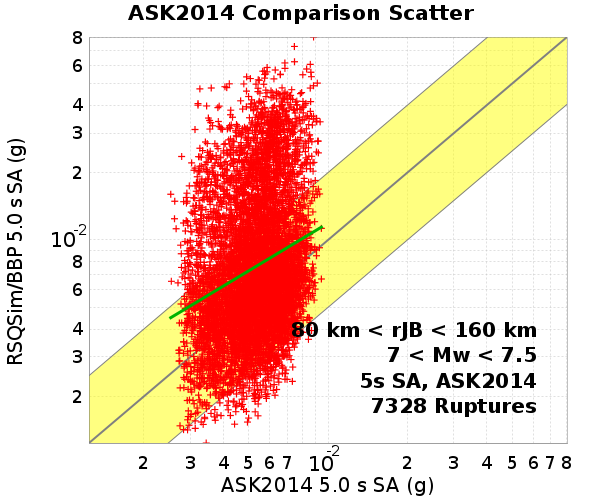 ASK2014 Comparison Scatter
RSQSim/BBP 5.0 s SA (g)
8
6
4
3
2
10-2
8
6
4
3
2
80 km < rJB < 160 km
7 < Mw < 7.5
5s SA, ASK2014
7328 Ruptures
2 3 4 5 6 7 10-2 2 3 4 5 6 7 8
ASK2014 5.0 s SA (g)